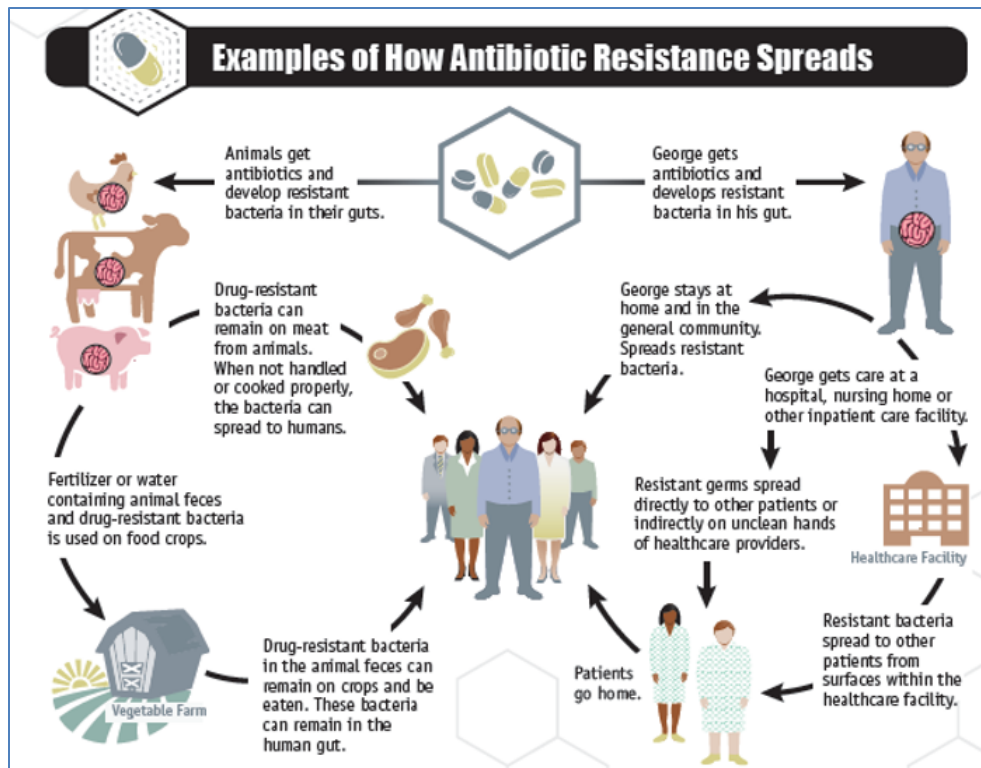 Examples of How Antibiotic Resistance Spreads
Animals get
antibiotics and
develop resistant
bacteria in their guts.
George gets
antibiotics and
develops resistant
bacteria in his gut.
Drug-resistant
bacteria can
remain on meat
from animals.
When not handled
or cooked properly,
the bacteria can
spread to humans.
George stays at
home and in the
general community.
Spreads resistant
bacteria.
George gets care at a
hospital, nursing home or
other inpatient care facility.
Fertilizer or water
containing animal feces
and drug-resistant bacteria
is used on food crops.
Resistant germs spread
directly to other patients or
indirectly on unclean hands
of healthcare providers.
Healthcare Facility
Vegetable Farm
Drug-resistant bacteria
in the animal feces can
remain on crops and be
eaten. These bacteria
can remain in the
human gut.
Patients
go home.
Resistant bacteria
spread to other
patients from
surfaces within the
healthcare facility.